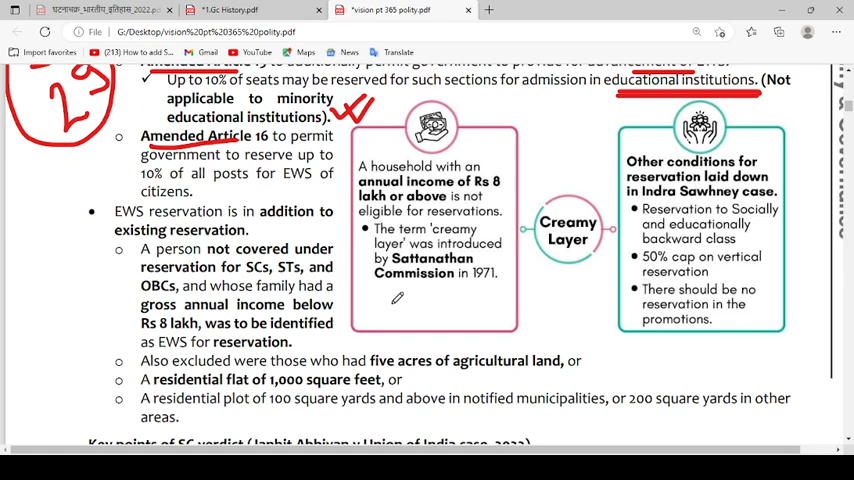 घटनाचक्र_भारतीय_इतिहास_2022.pd
*1.Gc History.pdf
*vision pt 365 polity.pdf
File | G:/Desktop/vision%20pt%20365%20polity.pdf
Import favorites
(213) How to add S...
Gmail
YouTube
Maps
News
Translate
29
✓ Up to 10% of seats may be reserved for such sections for admission in educational institutions. (Not
applicable to minority
educational institutions).
o Amended Article 16 to permit
government to reserve up to
10% of all posts for EWS of
citizens.
• EWS reservation is in addition to
existing reservation.
o A person not covered under
reservation for SCs, STs, and
OBCs, and whose family had a
gross annual income below
Rs 8 lakh, was to be identified
as EWS for reservation.
A household with an
annual income of Rs 8
lakh or above is not
eligible for reservations.
• The term 'creamy
layer' was introduced
by Sattanathan
Commission in 1971.
Creamy
Layer
Other conditions for
reservation laid down
in Indra Sawhney case.
• Reservation to Socially
and educationally
backward class
• 50% cap on vertical
reservation
• There should be no
reservation in the
promotions.
o Also excluded were those who had five acres of agricultural land, or
o A residential flat of 1,000 square feet, or
o A residential plot of 100 square yards and above in notified municipalities, or 200 square yards in other
areas.